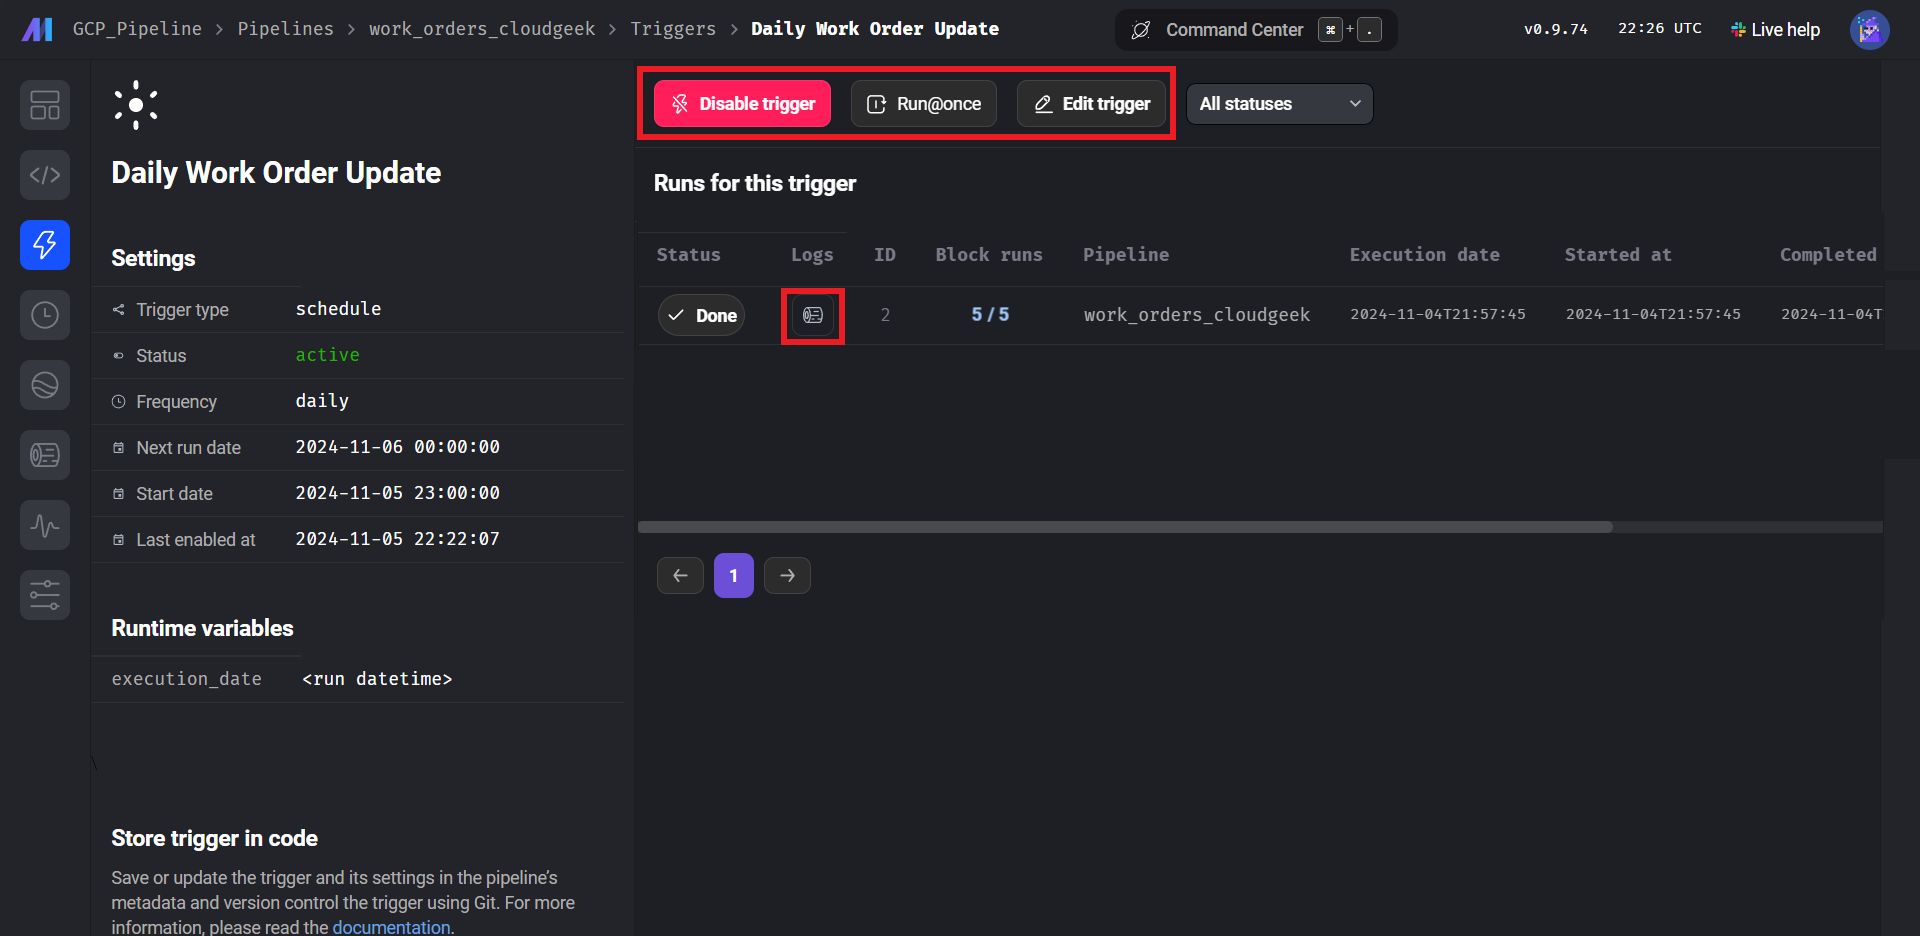 GCP_Pipeline > Pipelines > work_orders_cloudgeek > Triggers > Daily Work Order Update
Command Center ⌘ + .
v0.9.74
22:26 UTC
Live help
Daily Work Order Update
Settings
Trigger type schedule
Status active
Frequency daily
Next run date 2024-11-06 00:00:00
Start date 2024-11-05 23:00:00
Last enabled at 2024-11-05 22:22:07
Runtime variables
execution_date <run datetime>
\
Store trigger in code
Save or update the trigger and its settings in the pipeline's
metadata and version control the trigger using Git. For more
information, please read the documentation.
Disable trigger
Run@once
Edit trigger
All statuses
Runs for this trigger
Status Logs ID Block runs Pipeline Execution date Started at Completed
Done 2 5 / 5 work_orders_cloudgeek 2024-11-04T21:57:45 2024-11-04T21:57:45 2024-11-04T
← 1 →